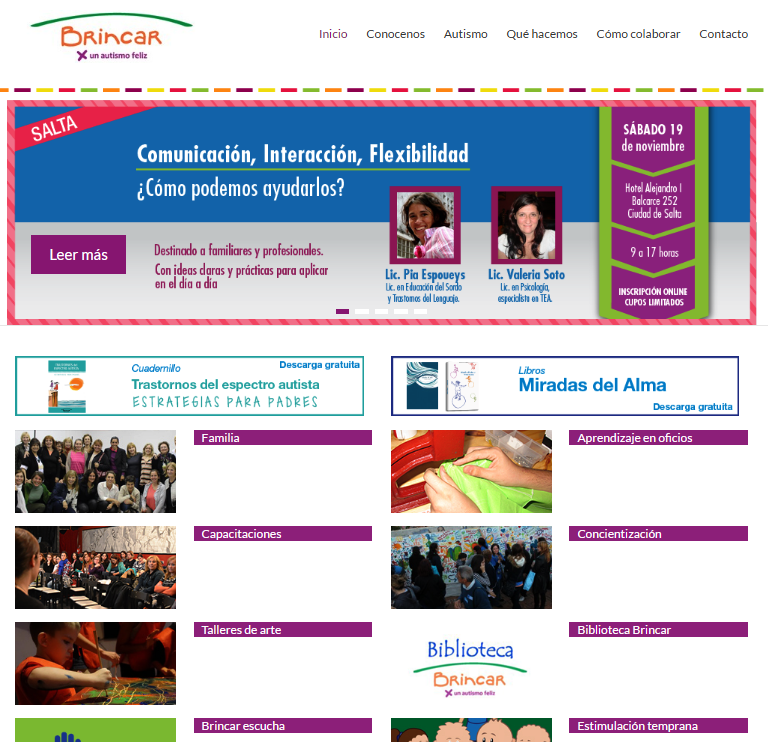 Brincar
X un autismo feliz
Inicio Conocenos Autismo Qué hacemos Cómo colaborar Contacto
SALTA
Comunicación, Interacción, Flexibilidad
¿Cómo podemos ayudarlos?
Leer más
Destinado a familiares y profesionales.
Con ideas claras y prácticas para aplicar
en el día a día
Lic. Pia Espoueys
Lic. en Educación del Sordo
y Trastornos del Lenguaje.
Lic. Valeria Soto
Lic. en Psicología,
especialista en TEA.
SÁBADO 19
de noviembre
Hotel Alejandro I
Balcarce 252
Ciudad de Salta
9 a 17 horas
INSCRIPCIÓN ONLINE
CUPOS LIMITADOS
Cuadernillo
Descarga gratuita
Trastornos del espectro autista
ESTRATEGIAS PARA PADRES
Libros
Miradas del Alma
Descarga gratuita
Familia
Aprendizaje en oficios
Capacitaciones
Concientización
Talleres de arte
Biblioteca Brincar
Biblioteca
Brincar
X un autismo feliz
Brincar escucha
Estimulación temprana